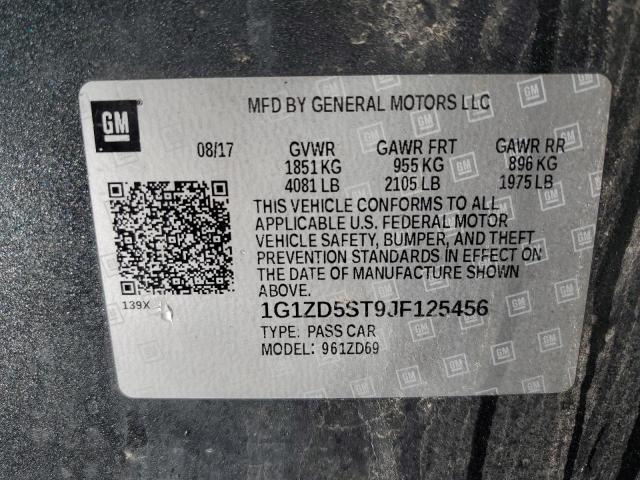 GM
MFD BY GENERAL MOTORS LLC
08/17 GVWR GAWR FRT GAWR RR
1851 KG 955 KG 896 KG
4081 LB 2105 LB 1975 LB
THIS VEHICLE CONFORMS TO ALL
APPLICABLE U.S. FEDERAL MOTOR
VEHICLE SAFETY, BUMPER, AND THEFT
PREVENTION STANDARDS IN EFFECT ON
THE DATE OF MANUFACTURE SHOWN
ABOVE.
139X
1G1ZD5ST9JF125456
TYPE: PASS CAR
MODEL: 961ZD69